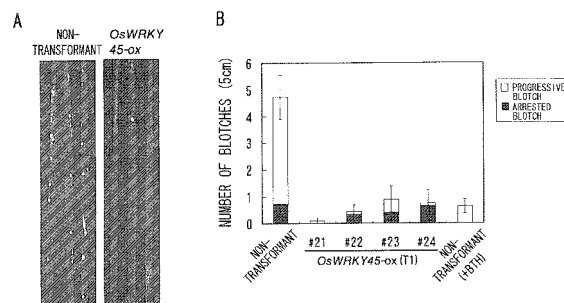 A
NON-
TRANSFORMANT
OsWRKY
45-ox
B
NUMBER OF BLOTCHES (5cm)
6
5
4
3
2
1
0
NON-
TRANSFORMANT
#21
#22
#23
#24
OsWRKY45-ox (T1)
NON-
TRANSFORMANT
(+BTH)
PROGRESSIVE
BLOTCH
ARRESTED
BLOTCH